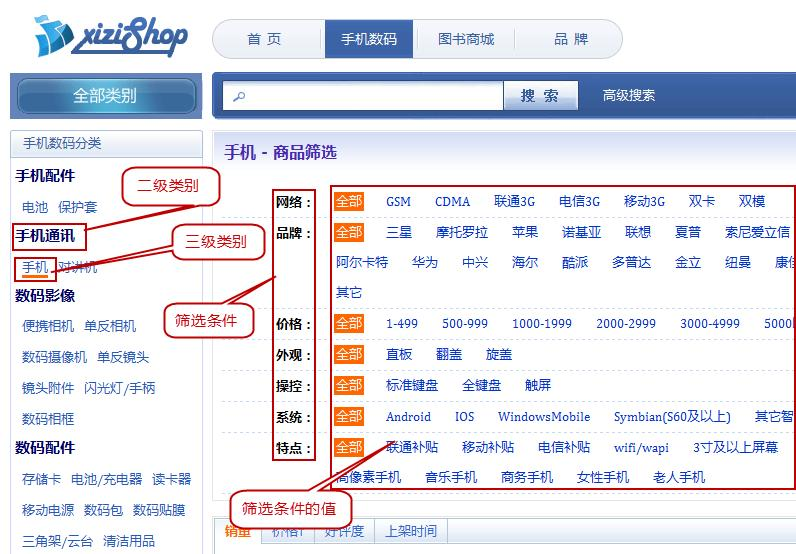 xiziShop
首 页 手机数码 图书商城 品 牌
全部类别
搜 索 高级搜索
手机数码分类
手机配件
电池 保护套
手机通讯
手机 对讲机
数码影像
便携相机 单反相机
数码摄像机 单反镜头
镜头附件 闪光灯/手柄
数码相框
数码配件
存储卡 电池/充电器 读卡器
移动电源 数码包 数码贴膜
三角架/云台 清洁用品
二级类别
三级类别
筛选条件
筛选条件的值
手机 - 商品筛选
网络： 全部 GSM CDMA 联通3G 电信3G 移动3G 双卡 双模
品牌： 全部 三星 摩托罗拉 苹果 诺基亚 联想 夏普 索尼爱立信
阿尔卡特 华为 中兴 海尔 酷派 多普达 金立 纽曼
其它
价格： 全部 1-499 500-999 1000-1999 2000-2999 3000-4999
外观： 全部 直板 翻盖 旋盖
操控： 全部 标准键盘 全键盘 触屏
系统： 全部 Android IOS WindowsMobile Symbian(S60及以上) 其它智
特点： 全部 联通补贴 移动补贴 电信补贴 wifi/wapi 3寸及以上屏幕
高像素手机 音乐手机 商务手机 女性手机 老人手机
销量 价格↑ 好评度 上架时间